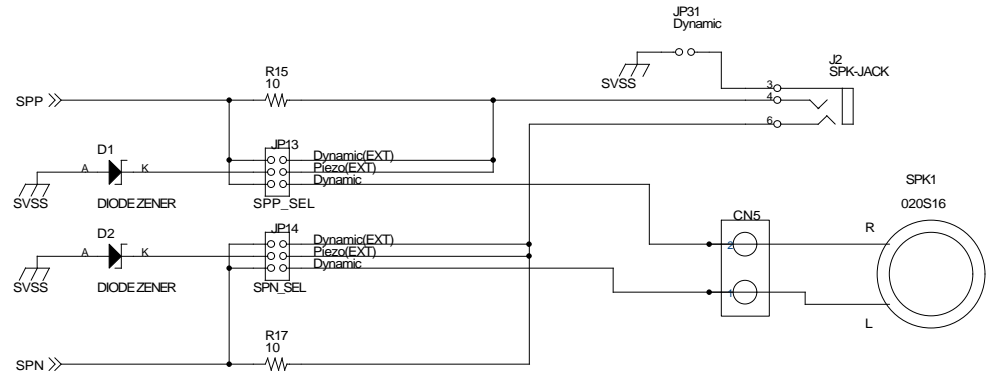 JP31
Dynamic
J2
SPK-JACK
SVSS
3
4
6
R15
10
SPP
JP13
Dynamic(EXT)
Piezo(EXT)
Dynamic
SPP_SEL
D1
A
K
SVSS
DIODE ZENER
SPK1
020S16
R
L
CN5
2
1
D2
A
K
SVSS
DIODE ZENER
JP14
Dynamic(EXT)
Piezo(EXT)
Dynamic
SPN_SEL
R17
10
SPN